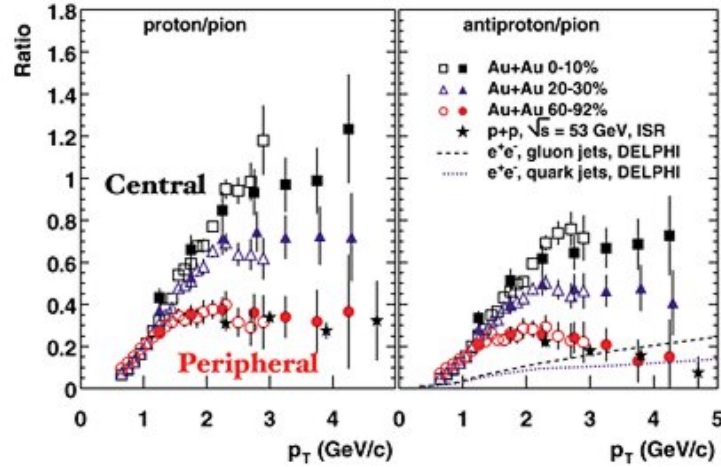 proton/pion
antiproton/pion
Ratio
1.8
1.6
1.4
1.2
1
0.8
0.6
0.4
0.2
0
Central
Peripheral
Au+Au 0-10%
Au+Au 20-30%
Au+Au 60-92%
p+p, √s = 53 GeV, ISR
e⁺e⁻, gluon jets, DELPHI
e⁺e⁻, quark jets, DELPHI
0 1 2 3 4
0 1 2 3 4 5
p_T (GeV/c)
p_T (GeV/c)